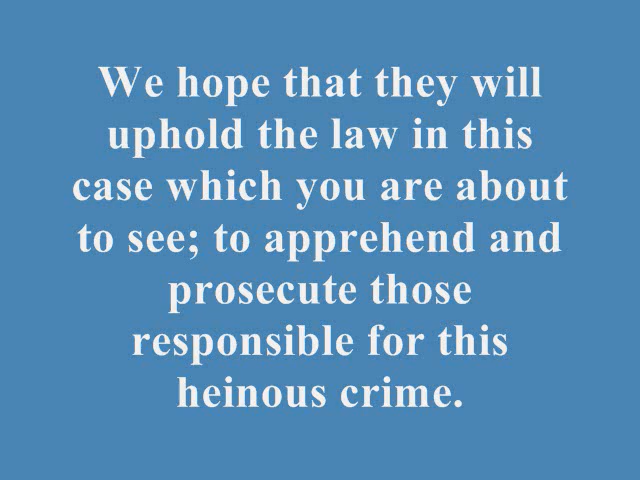 We hope that they will
uphold the law in this
case which you are about
to see; to apprehend and
prosecute those
responsible for this
heinous crime.